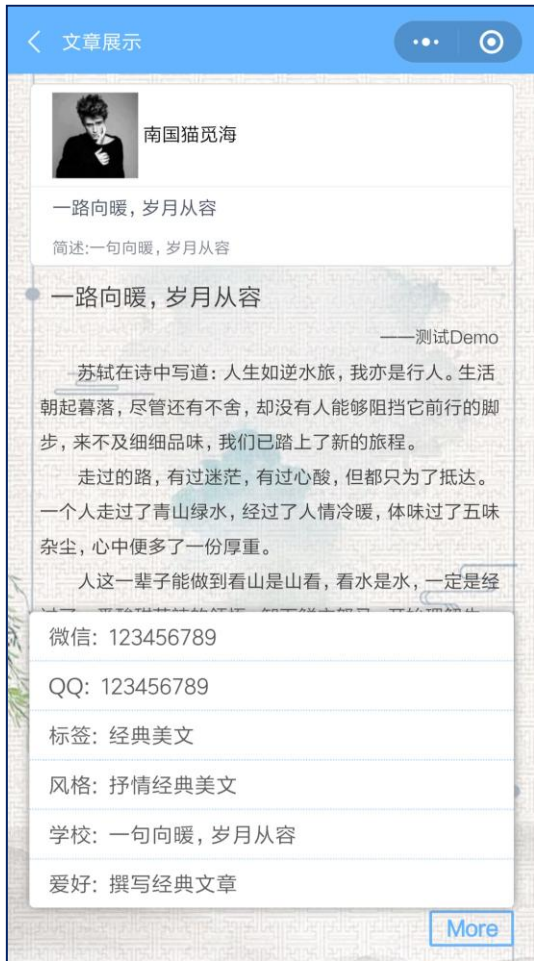 文章展示
南国猫觅海
一路向暖，岁月从容
简述:一句向暖，岁月从容
一路向暖，岁月从容
——测试Demo
苏轼在诗中写道：人生如逆水旅，我亦是行人。生活
朝起暮落，尽管还有不舍，却没有人能够阻挡它前行的脚
步，来不及细细品味，我们已踏上了新的旅程。
走过的路，有过迷茫，有过心酸，但都只为了抵达。
一个人走过了青山绿水，经过了人情冷暖，体味过了五味
杂尘，心中便多了一份厚重。
人这一辈子能做到看山是山看，看水是水，一定是经
微信: 123456789
QQ: 123456789
标签: 经典美文
风格: 抒情经典美文
学校: 一句向暖，岁月从容
爱好: 撰写经典文章
More